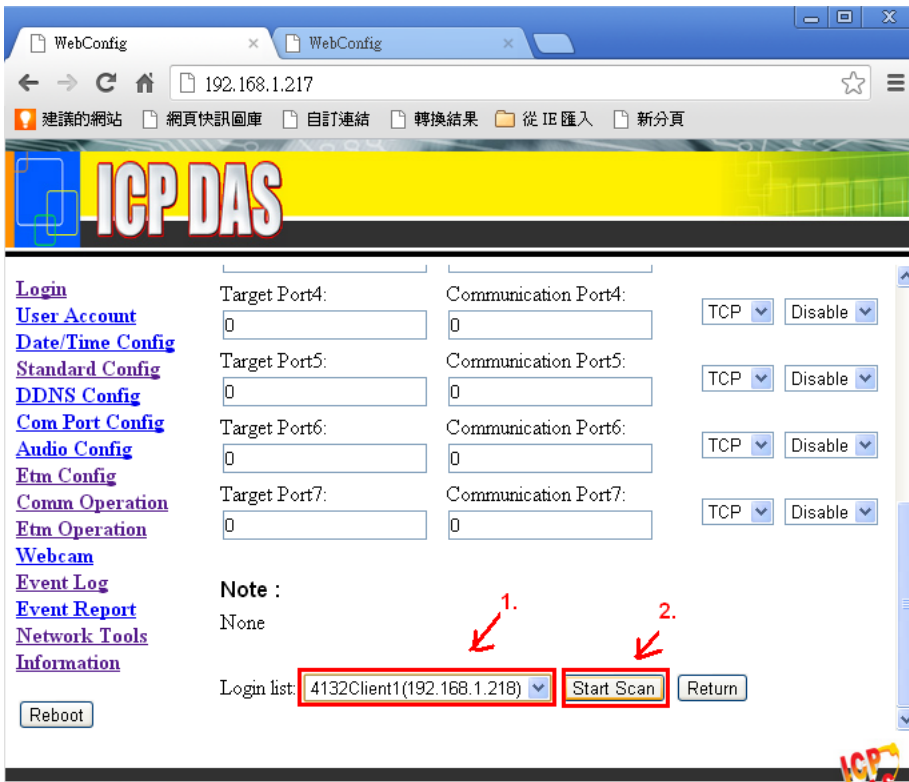 WebConfig
WebConfig
192.168.1.217
建議的網站 網頁快訊圖庫 自訂連結 轉換結果 從 IE 匯入 新分頁
ICP DAS
Login
User Account
Date/Time Config
Standard Config
DDNS Config
Com Port Config
Audio Config
Etm Config
Comm Operation
Etm Operation
Webcam
Event Log
Event Report
Network Tools
Information
Reboot
Target Port4: Communication Port4:
0 0 TCP Disable
Target Port5: Communication Port5:
0 0 TCP Disable
Target Port6: Communication Port6:
0 0 TCP Disable
Target Port7: Communication Port7:
0 0 TCP Disable
Note :
None
1.
2.
Login list: 4132Client1(192.168.1.218) Start Scan Return
ICP